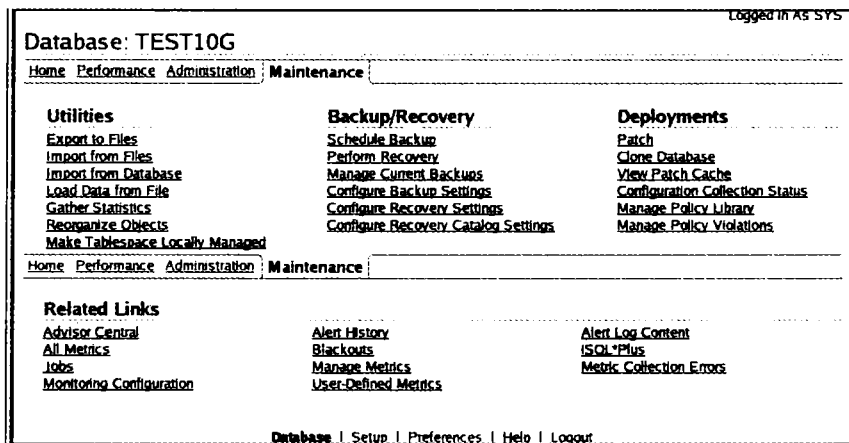 Logged in As SYS
Database: TEST10G
Home Performance Administration Maintenance
Utilities
Export to Files
Import from Files
Import from Database
Load Data from File
Gather Statistics
Reorganize Objects
Make Tablespace Locally Managed
Backup/Recovery
Schedule Backup
Perform Recovery
Manage Current Backups
Configure Backup Settings
Configure Recovery Settings
Configure Recovery Catalog Settings
Deployments
Patch
Clone Database
View Patch Cache
Configuration Collection Status
Manage Policy Library
Manage Policy Violations
Home Performance Administration Maintenance
Related Links
Advisor Central
All Metrics
Jobs
Monitoring Configuration
Alert History
Blackouts
Manage Metrics
User-Defined Metrics
Alert Log Content
iSQL*Plus
Metric Collection Errors
Database | Setup | Preferences | Help | Logout